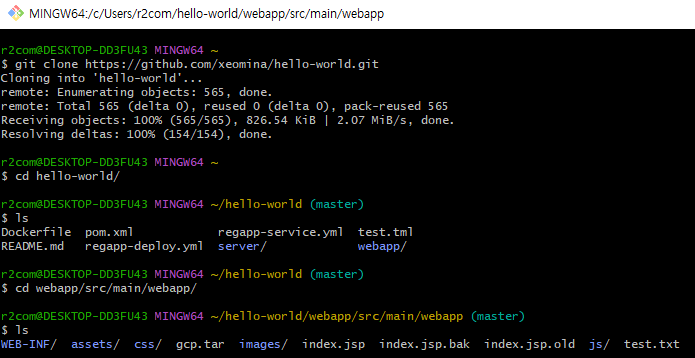 MINGW64:/c/Users/r2com/hello-world/webapp/src/main/webapp
r2com@DESKTOP-DD3FU43 MINGW64 ~
$ git clone https://github.com/xeomina/hello-world.git
Cloning into 'hello-world'...
remote: Enumerating objects: 565, done.
remote: Total 565 (delta 0), reused 0 (delta 0), pack-reused 565
Receiving objects: 100% (565/565), 826.54 KiB | 2.07 MiB/s, done.
Resolving deltas: 100% (154/154), done.
r2com@DESKTOP-DD3FU43 MINGW64 ~
$ cd hello-world/
r2com@DESKTOP-DD3FU43 MINGW64 ~/hello-world (master)
$ ls
Dockerfile  pom.xml            regapp-service.yml  test.tml
README.md   regapp-deploy.yml  server/             webapp/
r2com@DESKTOP-DD3FU43 MINGW64 ~/hello-world (master)
$ cd webapp/src/main/webapp/
r2com@DESKTOP-DD3FU43 MINGW64 ~/hello-world/webapp/src/main/webapp (master)
$ ls
WEB-INF/  assets/  css/  gcp.tar  images/  index.jsp  index.jsp.bak  index.jsp.old  js/  test.txt